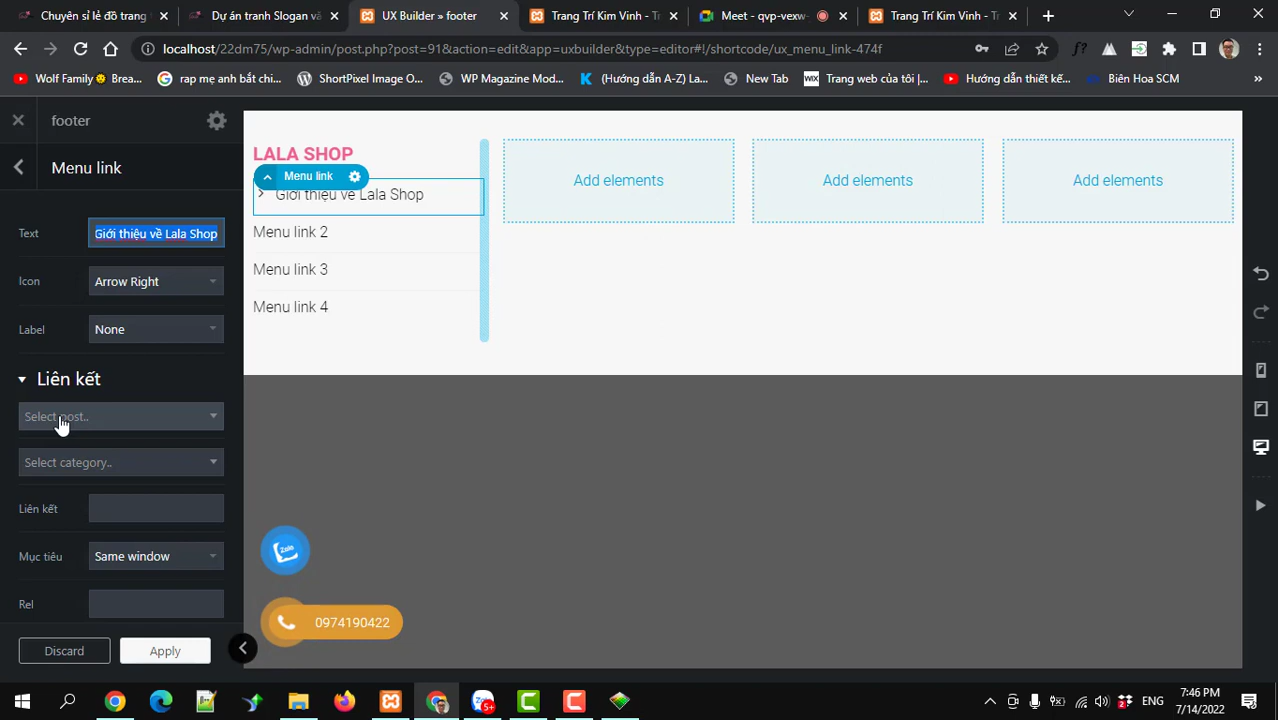 Chuyên sỉ lẻ đồ trang
Dự án tranh Slogan vă
UX Builder » footer
Trang Trí Kim Vinh - Tr
Meet - qvp-vexw-
Trang Trí Kim Vinh - T
localhost/22dm75/wp-admin/post.php?post=91&action=edit&app=uxbuilder&type=editor#!/shortcode/ux_menu_link-474f
Wolf Family Brea...
rap mẹ anh bắt chi...
ShortPixel Image O...
WP Magazine Mod...
(Hướng dẫn A-Z) La...
New Tab
Trang web của tôi |...
Hướng dẫn thiết kế...
Biên Hoa SCM
footer
Menu link
Text
Giới thiệu về Lala Shop
Icon
Arrow Right
Label
None
Liên kết
Select post..
Select category..
Liên kết
Mục tiêu
Same window
Rel
Discard
Apply
LALA SHOP
Menu link
Giới thiệu về Lala Shop
Menu link 2
Menu link 3
Menu link 4
Add elements
Add elements
Add elements
Zalo
0974190422
5+
ENG
7:46 PM
7/14/2022